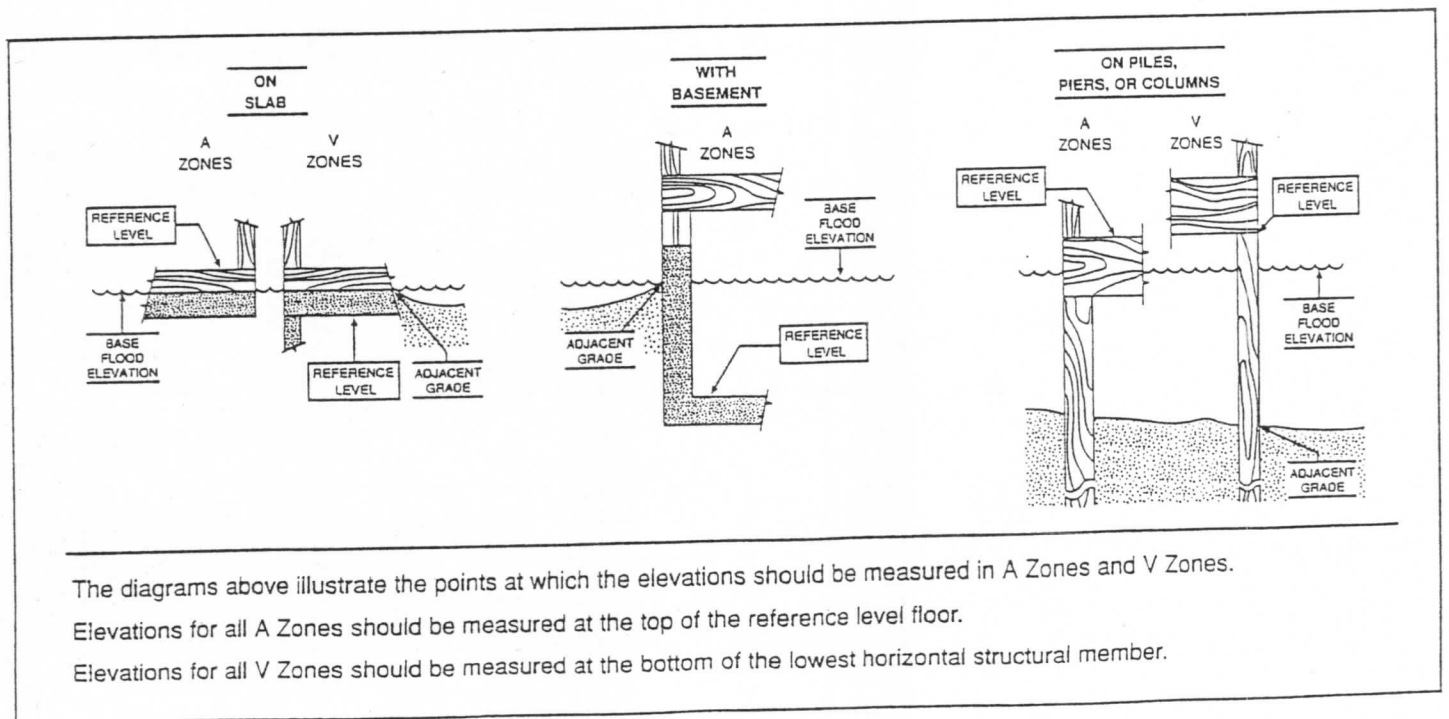 ON
SLAB
A
ZONES
V
ZONES
REFERENCE
LEVEL
BASE
FLOOD
ELEVATION
REFERENCE
LEVEL
ADJACENT
GRADE
WITH
BASEMENT
A
ZONES
BASE
FLOOD
ELEVATION
ADJACENT
GRADE
REFERENCE
LEVEL
ON PILES,
PIERS, OR COLUMNS
A
ZONES
V
ZONES
REFERENCE
LEVEL
REFERENCE
LEVEL
BASE
FLOOD
ELEVATION
ADJACENT
GRADE
The diagrams above illustrate the points at which the elevations should be measured in A Zones and V Zones.
Elevations for all A Zones should be measured at the top of the reference level floor.
Elevations for all V Zones should be measured at the bottom of the lowest horizontal structural member.